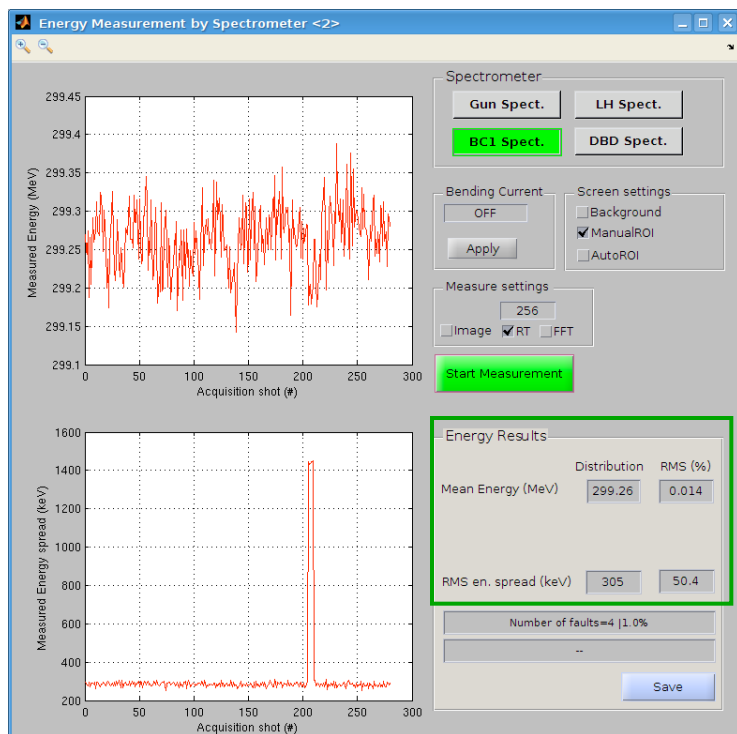 Energy Measurement by Spectrometer <2>
299.45
299.4
299.35
299.3
299.25
299.2
299.15
299.1
Measured Energy (MeV)
0 50 100 150 200 250 300
Acquisition shot (#)
Spectrometer
Gun Spect. LH Spect.
BC1 Spect. DBD Spect.
Bending Current
OFF
Apply
Screen settings
Background
ManualROI
AutoROI
Measure settings
256
Image RT FFT
Start Measurement
1600
1400
1200
1000
800
600
400
200
Measured Energy spread (keV)
0 50 100 150 200 250 300
Acquisition shot (#)
Energy Results
Distribution RMS (%)
Mean Energy (MeV) 299.26 0.014
RMS en. spread (keV) 305 50.4
Number of faults=4 |1.0%
--
Save